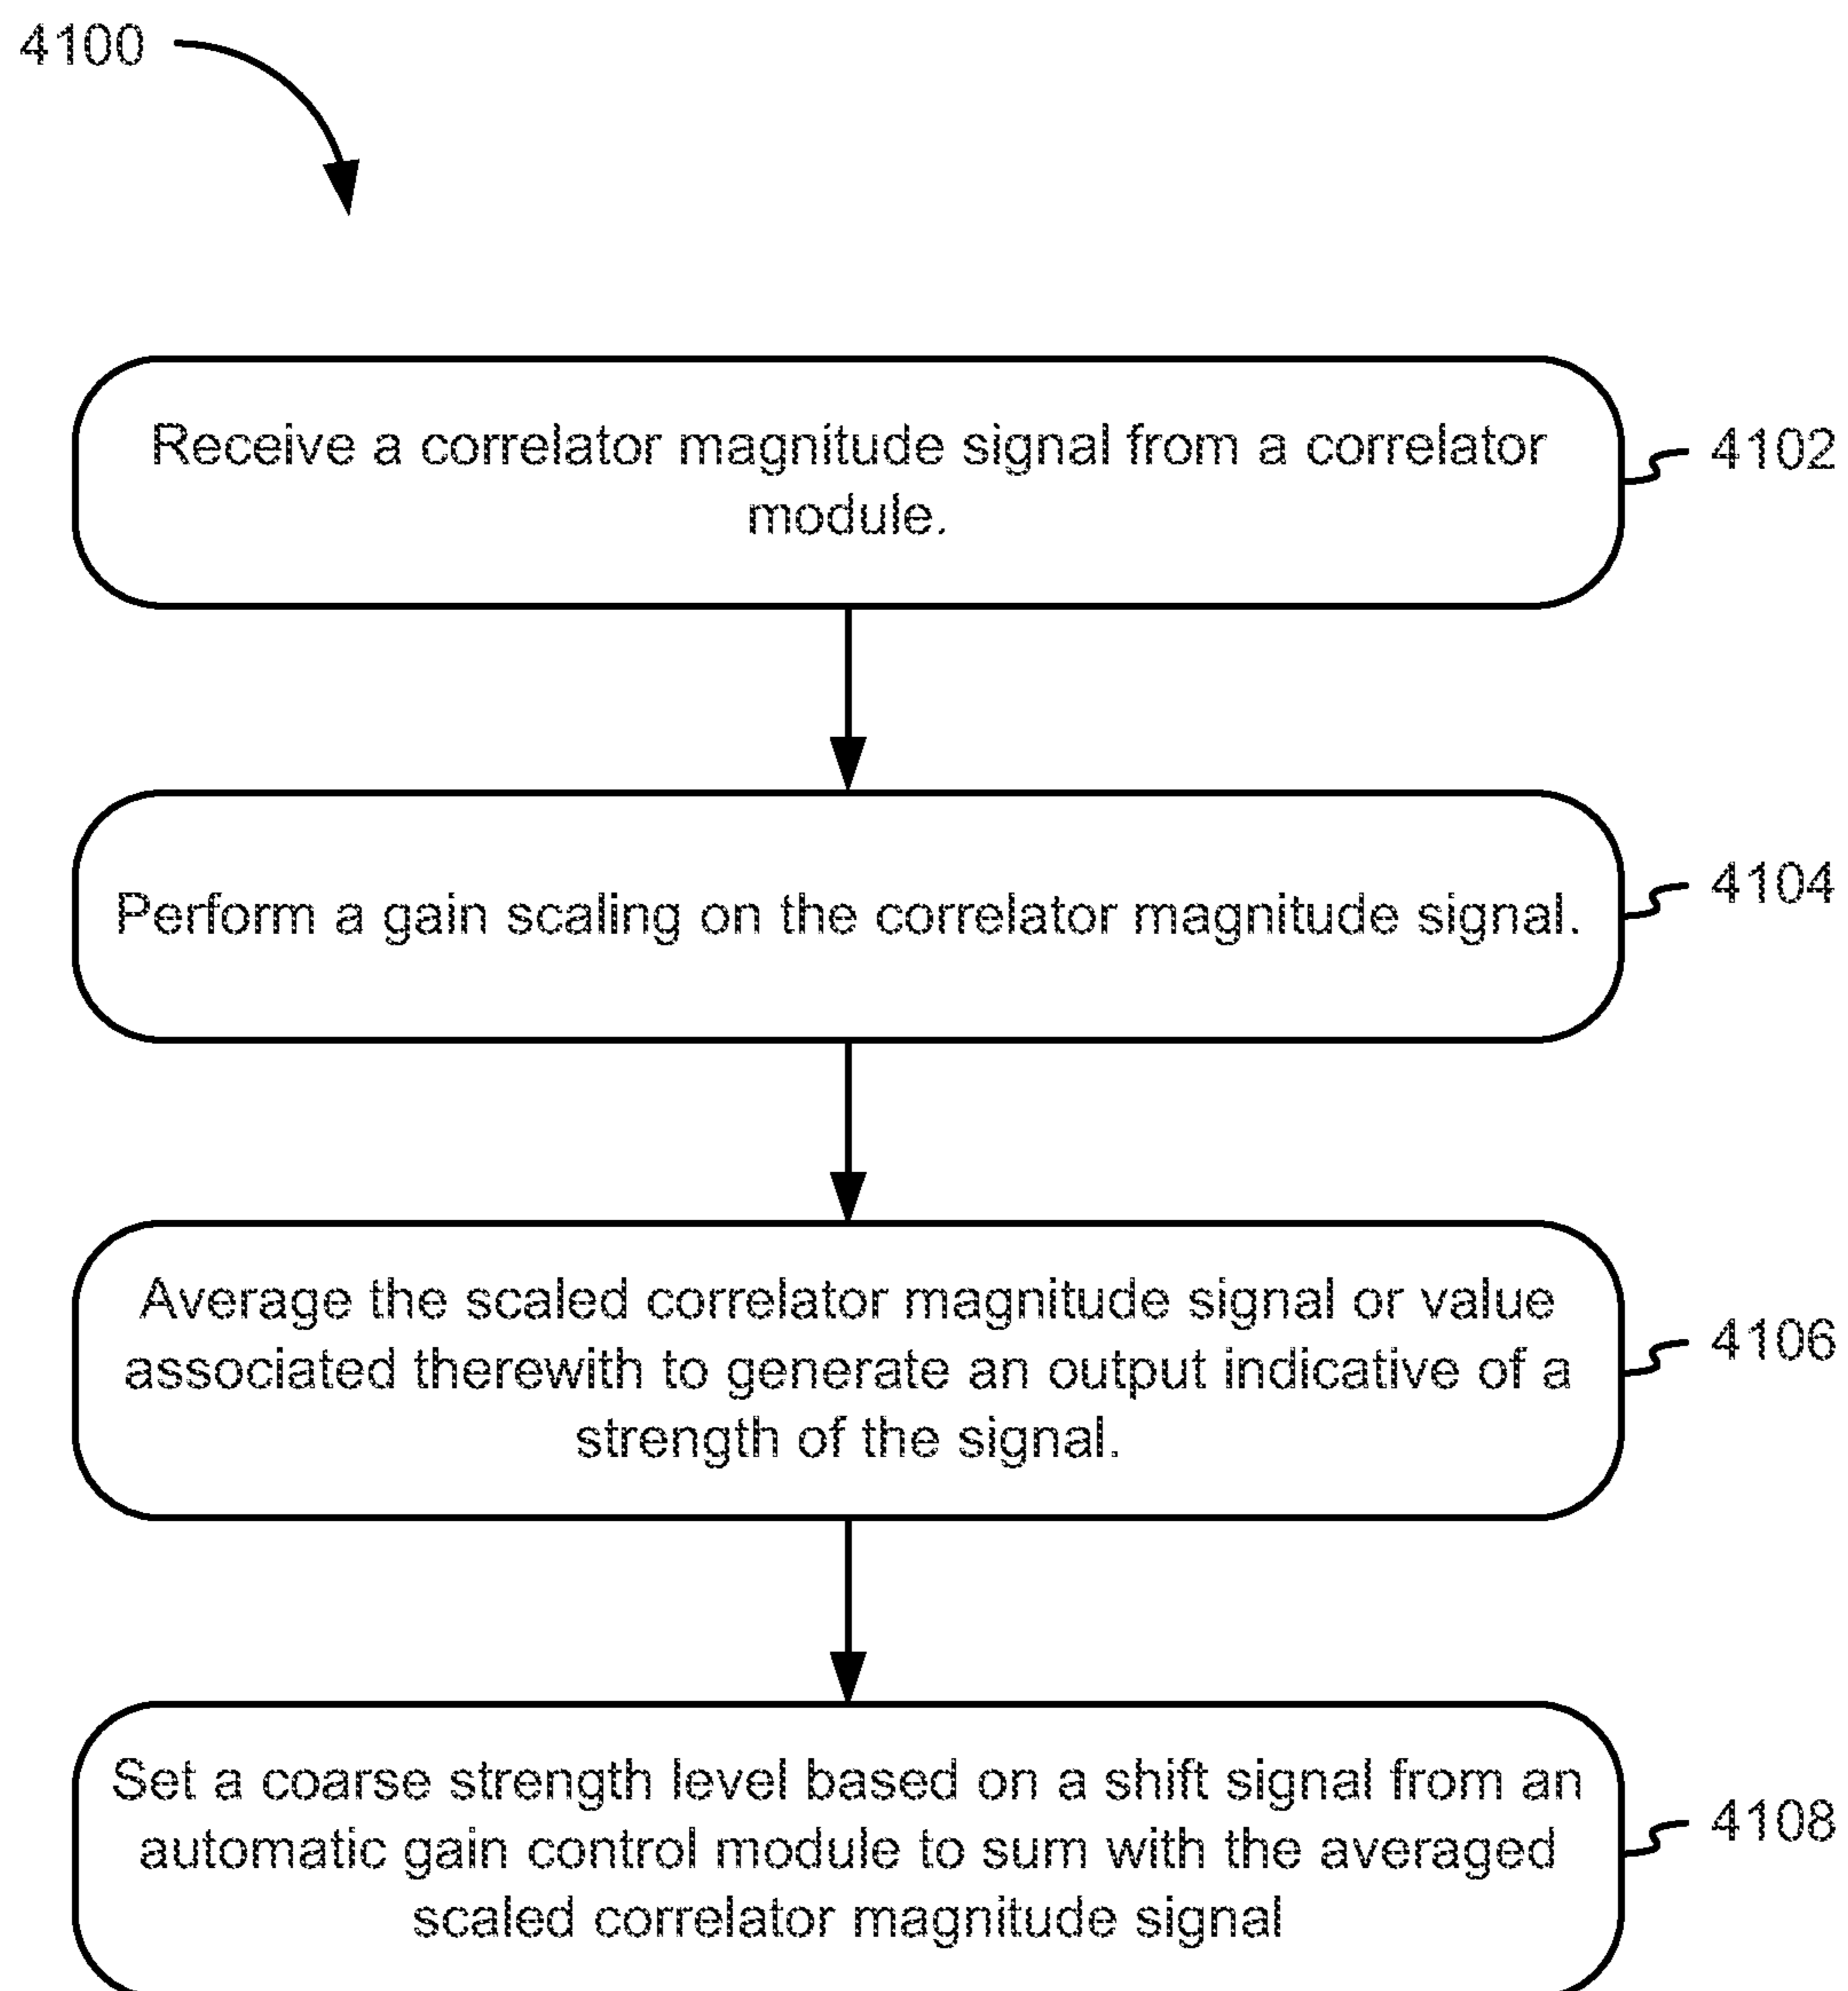 4100
Receive a correlator magnitude signal from a correlator
module.
4102
Perform a gain scaling on the correlator magnitude signal.
4104
Average the scaled correlator magnitude signal or value
associated therewith to generate an output indicative of a
strength of the signal.
4106
Set a coarse strength level based on a shift signal from an
automatic gain control module to sum with the averaged
scaled correlator magnitude signal
4108